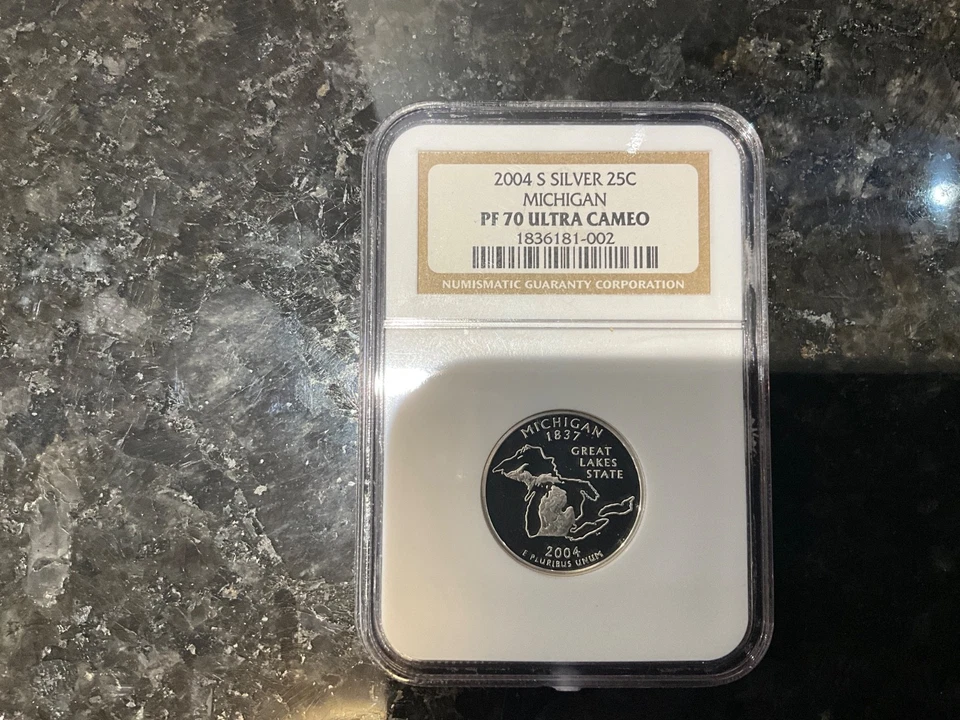 2004 S SILVER 25C
MICHIGAN
PF 70 ULTRA CAMEO
1836181-002
NUMISMATIC GUARANTY CORPORATION
MICHIGAN
1837
GREAT
LAKES
STATE
2004
E PLURIBUS UNUM